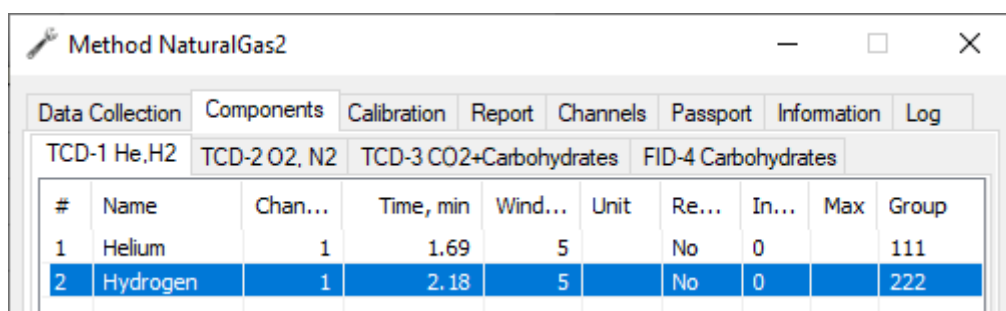 Method NaturalGas2
Data Collection Components Calibration Report Channels Passport Information Log
TCD-1 He,H2 TCD-2 O2, N2 TCD-3 CO2+Carbohydrates FID-4 Carbohydrates
# Name Chan... Time, min Wind... Unit Re... In... Max Group
1 Helium 1 1.69 5 No 0 111
2 Hydrogen 1 2.18 5 No 0 222